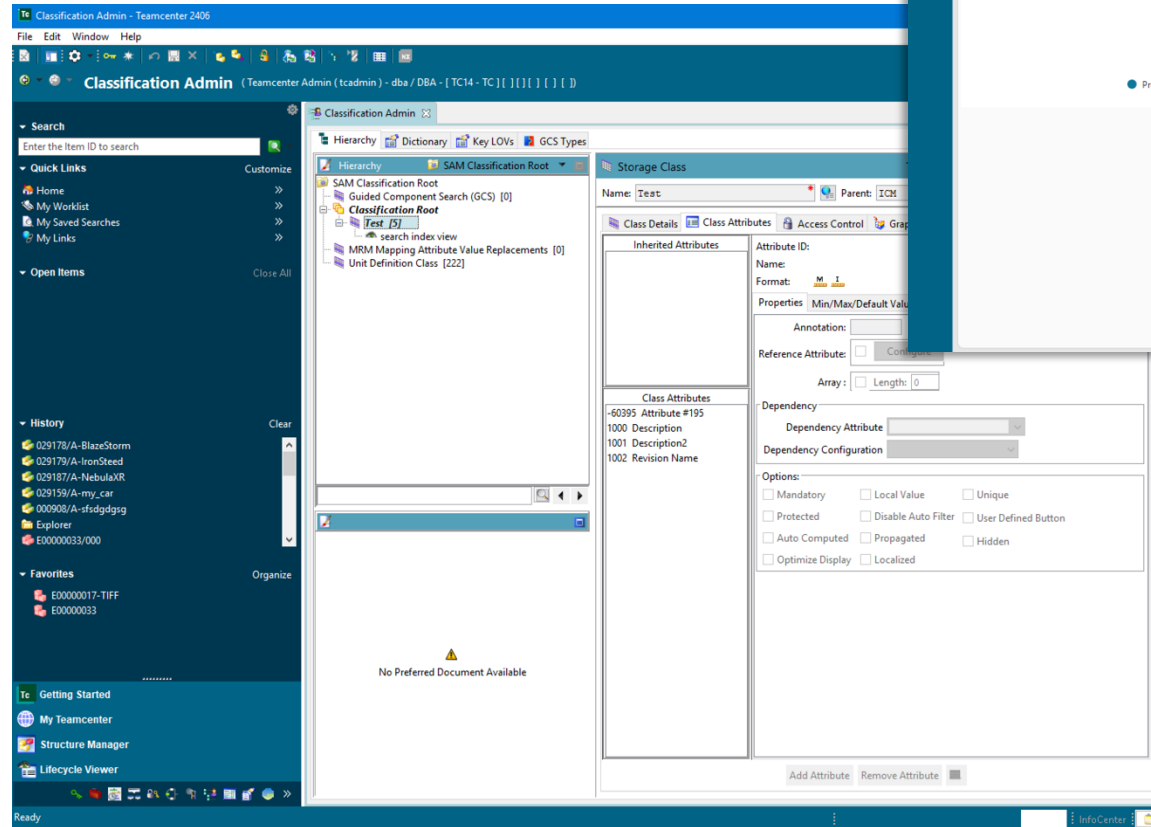 Tc Classification Admin - Teamcenter 2406
File Edit Window Help
Classification Admin ( Teamcenter Admin ( tcadmin ) - dba / DBA - [ TC14 - TC ] [ ] [ ] [ ] [ ] [ ])
Search
Enter the Item ID to search
Quick Links Customize
Home »
My Worklist »
My Saved Searches »
My Links »
Open Items Close All
History Clear
029178/A-BlazeStorm
029179/A-IronSteed
029187/A-NebulaXR
029159/A-my_car
000908/A-sfsdgdgsg
Explorer
E00000033/000
Favorites Organize
E00000017-TIFF
E00000033
Tc Getting Started
My Teamcenter
Structure Manager
Lifecycle Viewer
»
Ready
Classification Admin
Hierarchy Dictionary Key LOVs GCS Types
Hierarchy SAM Classification Root
SAM Classification Root
Guided Component Search (GCS) [0]
Classification Root
Test [5]
search index view
MRM Mapping Attribute Value Replacements [0]
Unit Definition Class [222]
No Preferred Document Available
Storage Class
Name: Test * Parent: ICM
Class Details Class Attributes Access Control Grap
Inherited Attributes
Class Attributes
-60395 Attribute #195
1000 Description
1001 Description2
1002 Revision Name
Attribute ID:
Name:
Format: M I
Properties Min/Max/Default Valu
Annotation:
Reference Attribute: Configure
Array : Length: 0
Dependency
Dependency Attribute
Dependency Configuration
Options:
Mandatory Local Value Unique
Protected Disable Auto Filter User Defined Button
Auto Computed Propagated Hidden
Optimize Display Localized
Add Attribute Remove Attribute
InfoCenter
Pr